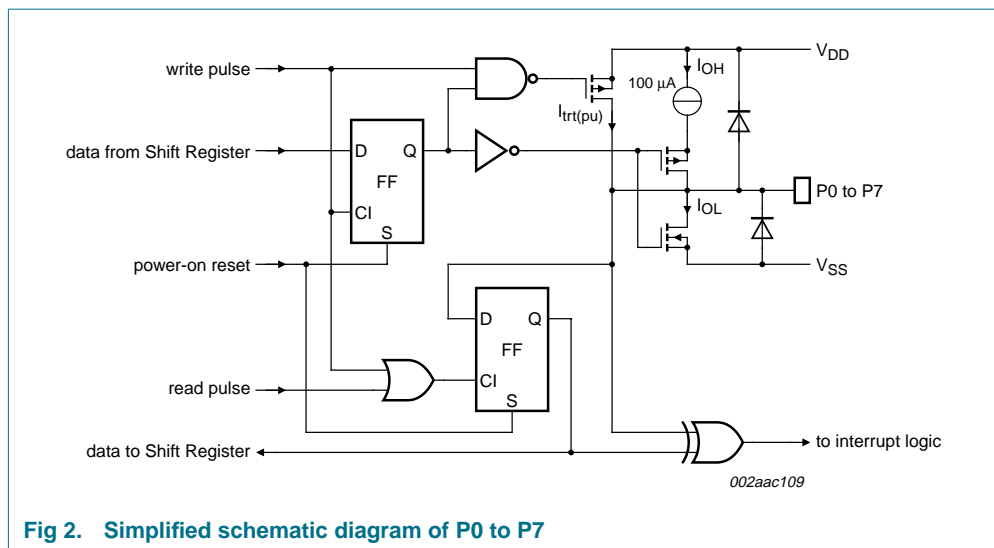 write pulse
data from Shift Register
power-on reset
read pulse
data to Shift Register
D
Q
FF
CI
S
D
Q
FF
CI
S
100 μA
IOH
Itrt(pu)
IOL
VDD
P0 to P7
VSS
to interrupt logic
002aac109
Fig 2. Simplified schematic diagram of P0 to P7